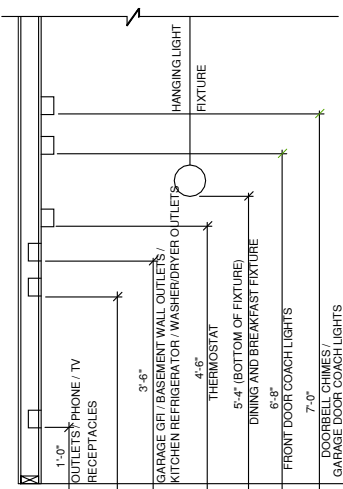 HANGING LIGHT
FIXTURE
1'-0"
OUTLETS / PHONE / TV
RECEPTACLES
3'-6"
GARAGE GFI / BASEMENT WALL OUTLETS /
KITCHEN REFRIGERATOR / WASHER/DRYER OUTLETS
4'-6"
THERMOSTAT
5'-4" (BOTTOM OF FIXTURE)
DINING AND BREAKFAST FIXTURE
6'-8"
FRONT DOOR COACH LIGHTS
7'-0"
DOORBELL CHIMES /
GARAGE DOOR COACH LIGHTS